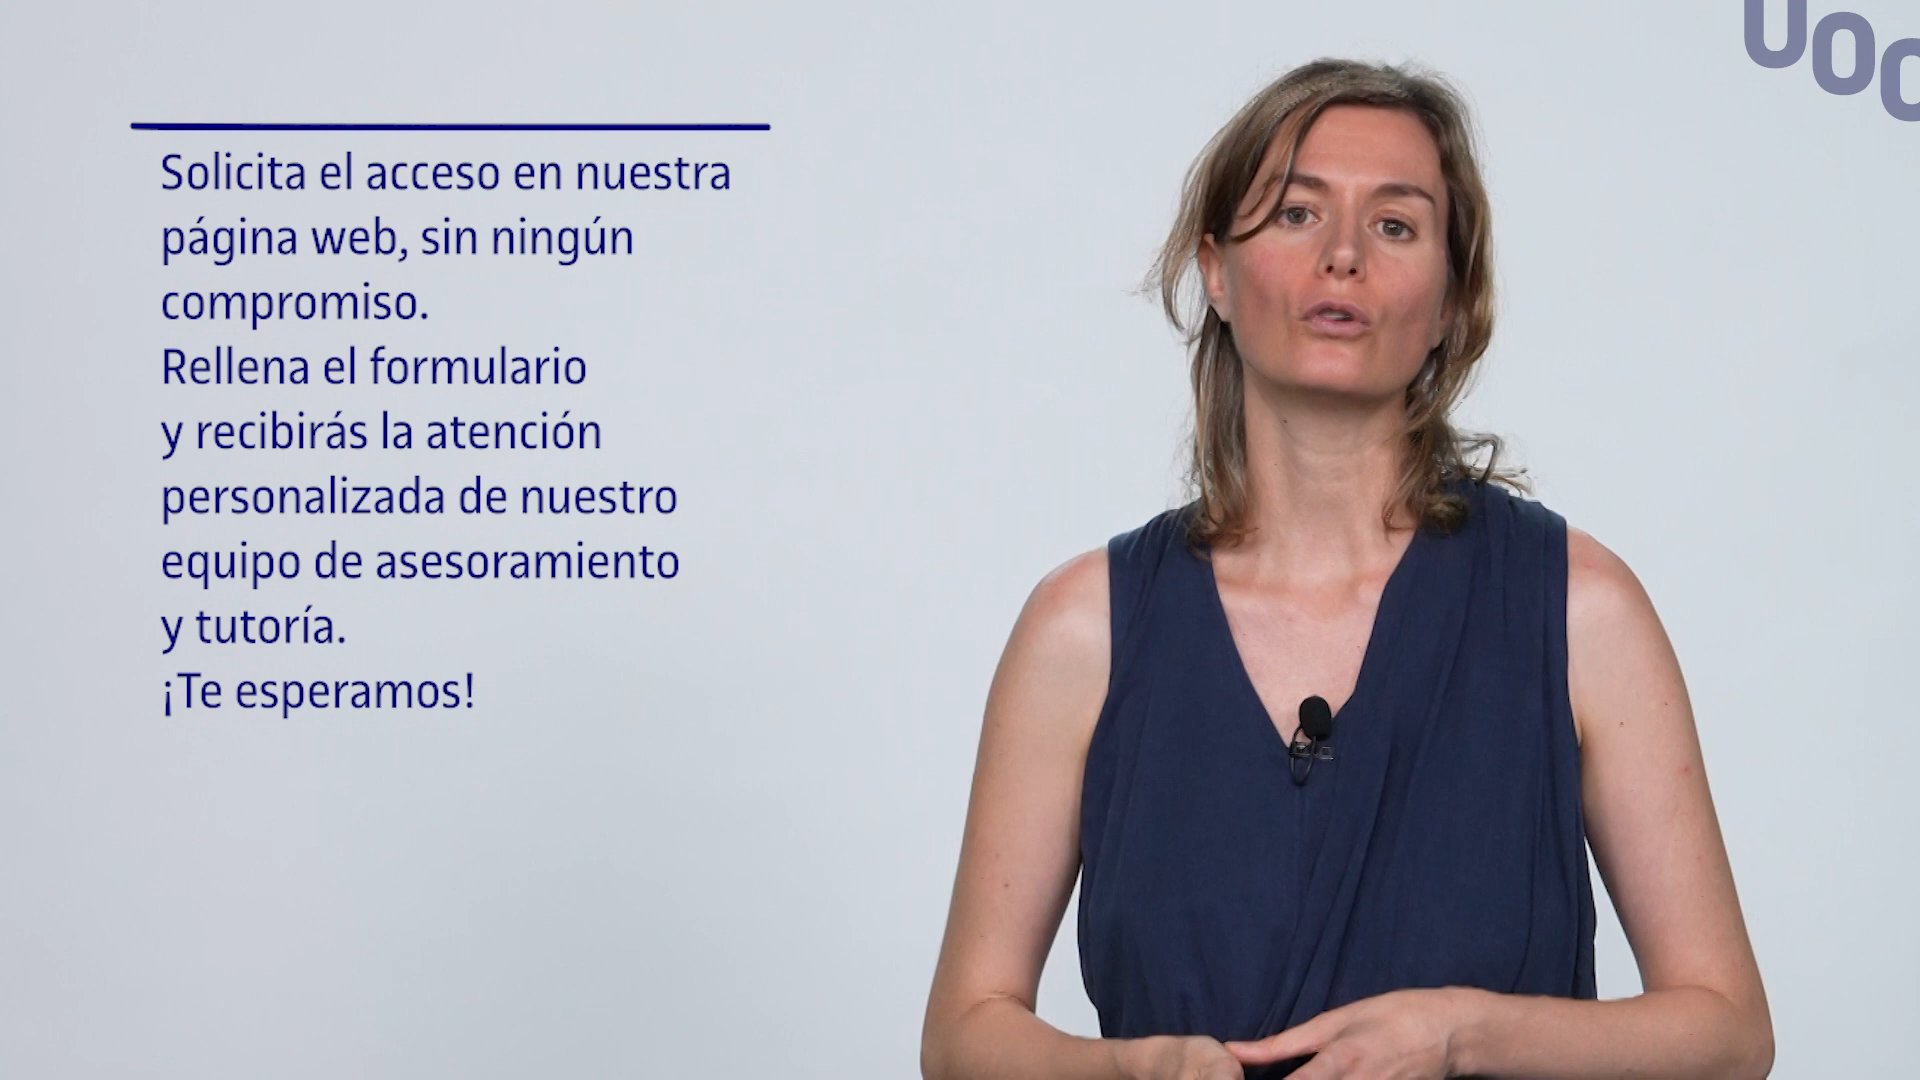 UOC
Solicita el acceso en nuestra
página web, sin ningún
compromiso.
Rellena el formulario
y recibirás la atención
personalizada de nuestro
equipo de asesoramiento
y tutoría.
¡Te esperamos!